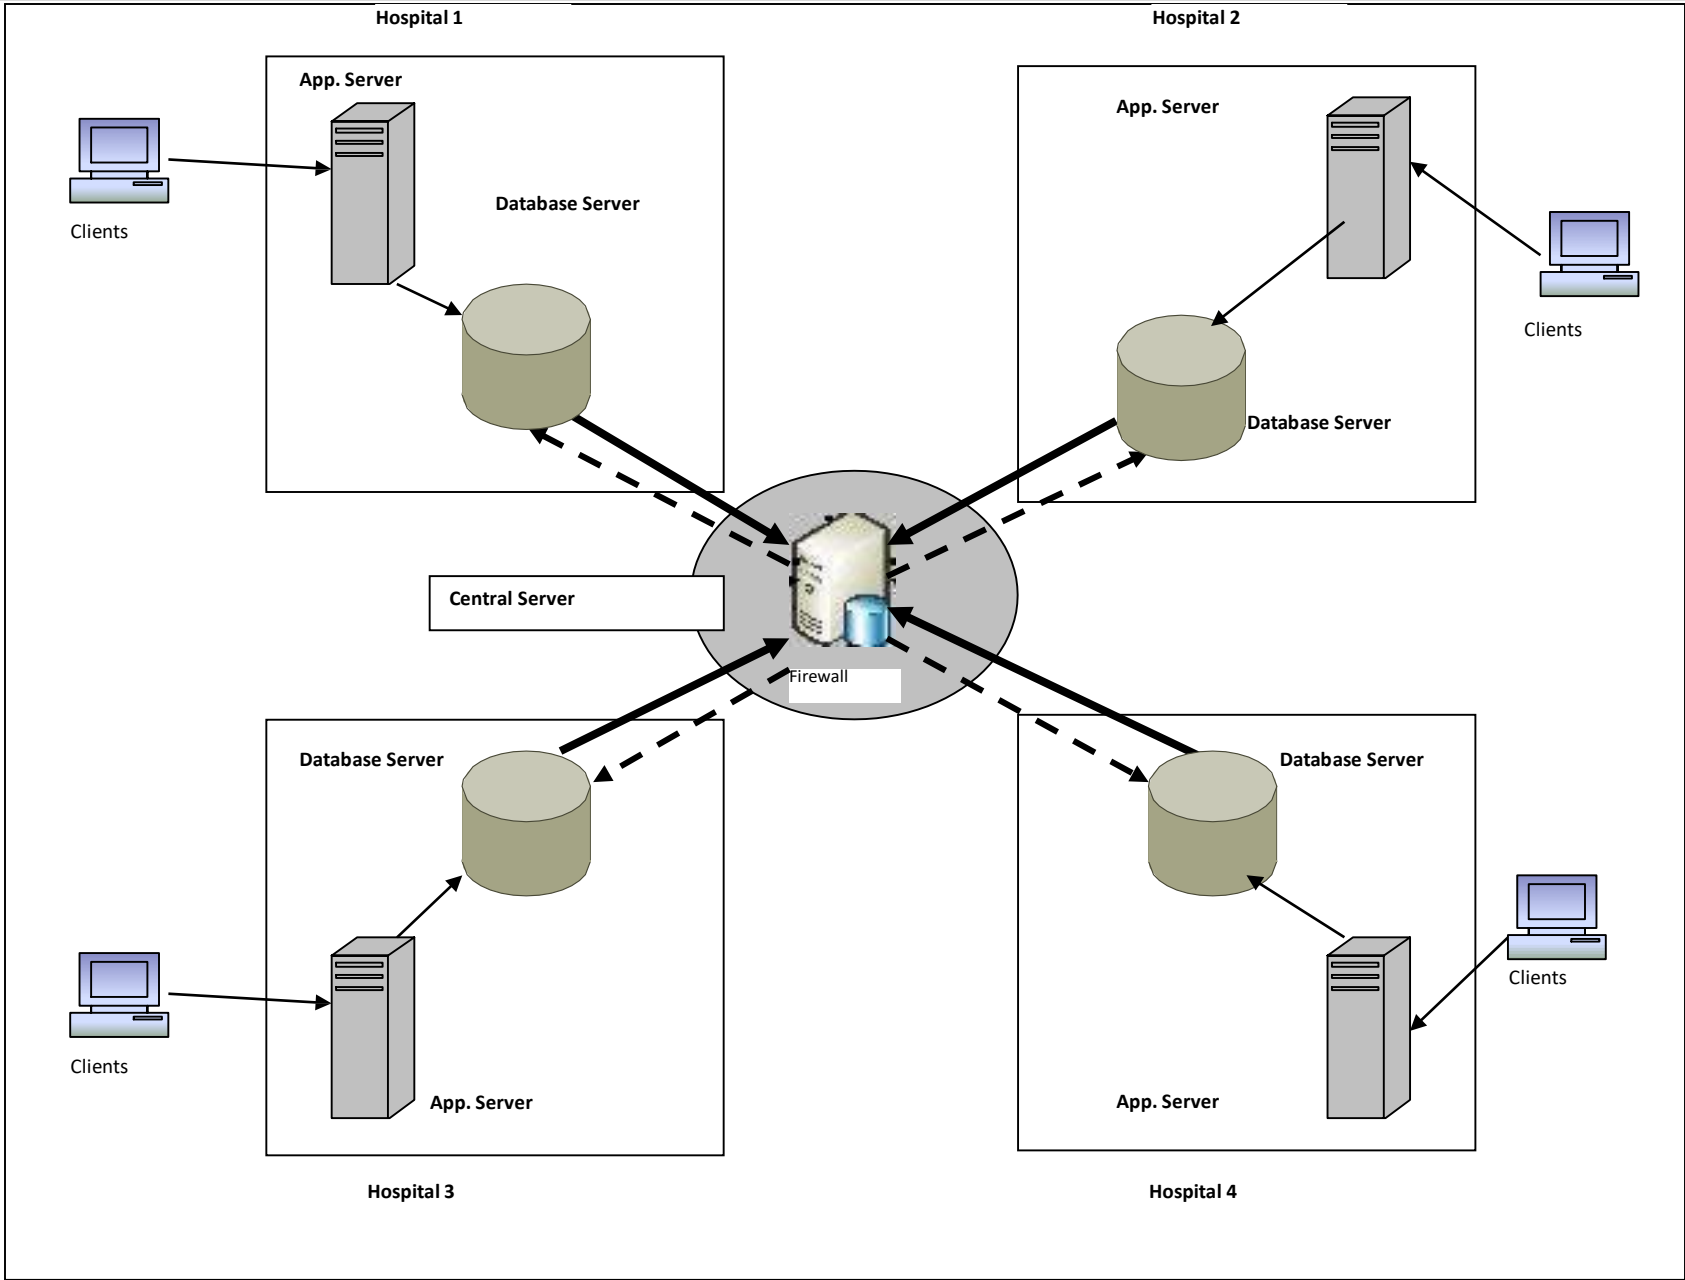 Hospital 1
Hospital 2
App. Server
App. Server
Database Server
Clients
Clients
Database Server
Central Server
Firewall
Database Server
Database Server
Clients
Clients
App. Server
App. Server
Hospital 3
Hospital 4